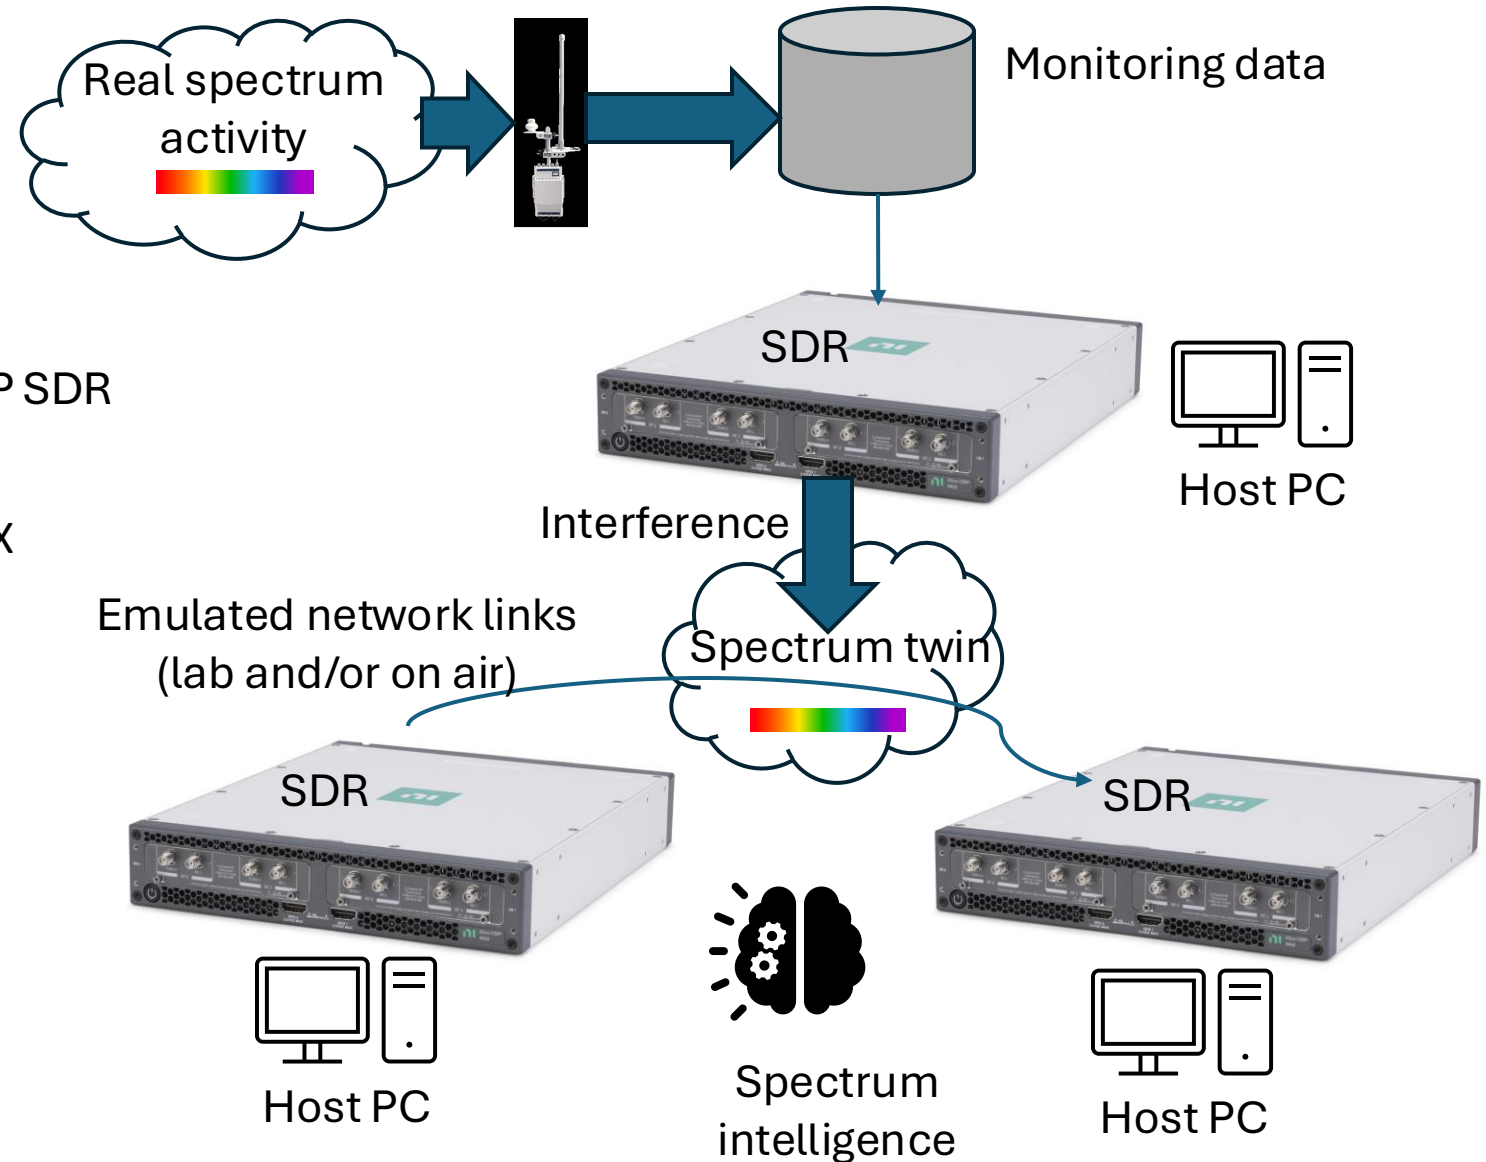 Real spectrum
activity
Monitoring data
SDR
P SDR
Host PC
Interference
X
Emulated network links
(lab and/or on air)
Spectrum twin
SDR
SDR
Host PC
Spectrum
intelligence
Host PC